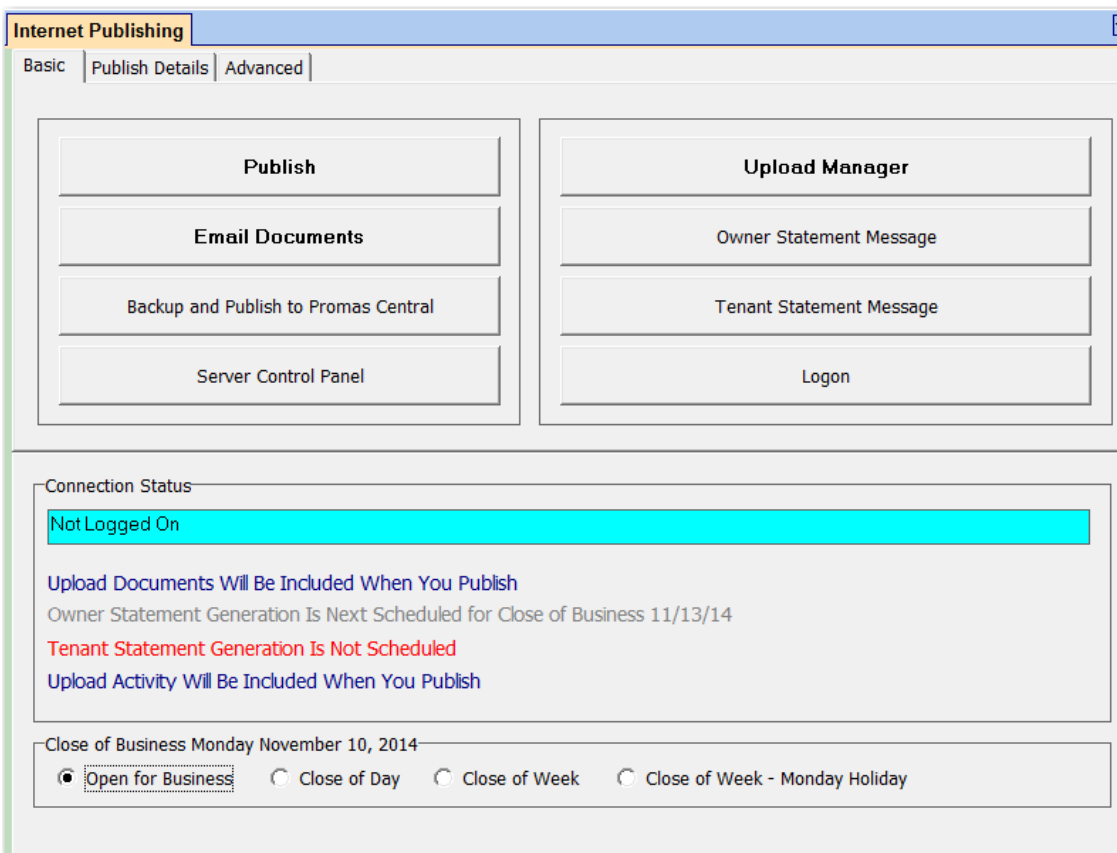 Internet Publishing
Basic Publish Details Advanced
Publish
Email Documents
Backup and Publish to Promas Central
Server Control Panel
Upload Manager
Owner Statement Message
Tenant Statement Message
Logon
Connection Status
Not Logged On
Upload Documents Will Be Included When You Publish
Owner Statement Generation Is Next Scheduled for Close of Business 11/13/14
Tenant Statement Generation Is Not Scheduled
Upload Activity Will Be Included When You Publish
Close of Business Monday November 10, 2014
Open for Business Close of Day Close of Week Close of Week - Monday Holiday